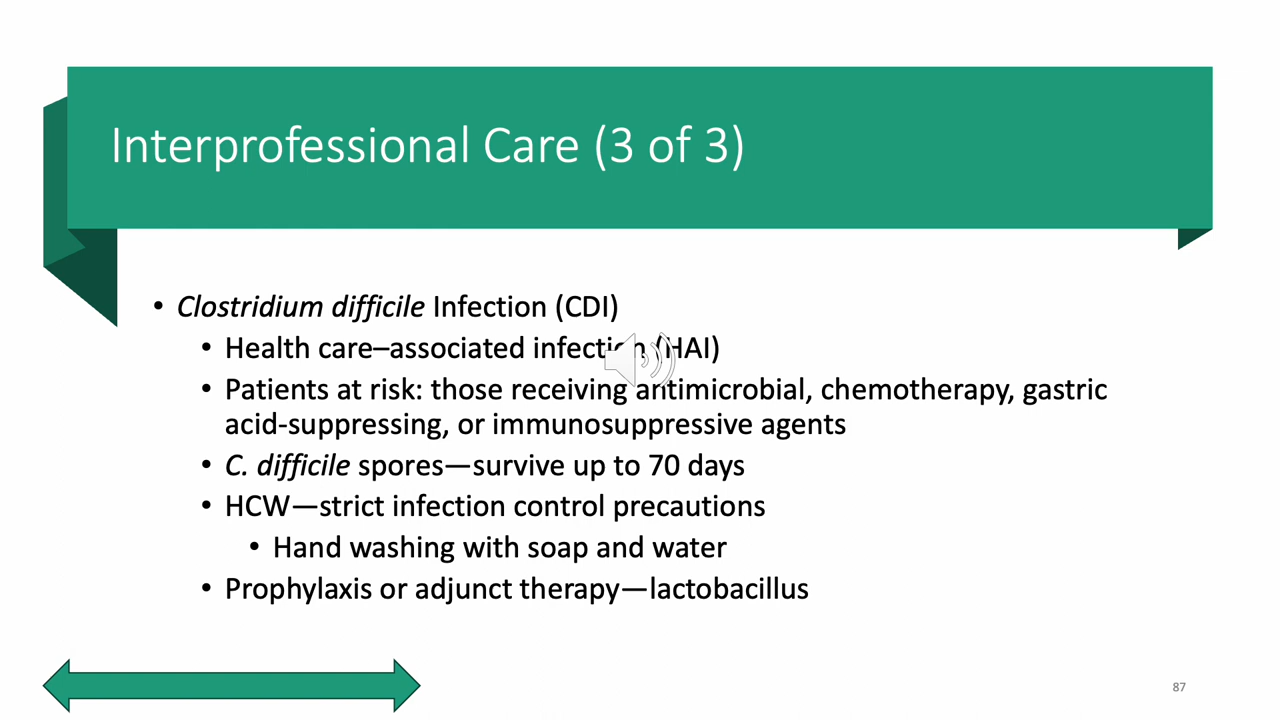 Interprofessional Care (3 of 3)
• Clostridium difficile Infection (CDI)
• Health care–associated infection (HAI)
• Patients at risk: those receiving antimicrobial, chemotherapy, gastric
acid-suppressing, or immunosuppressive agents
• C. difficile spores—survive up to 70 days
• HCW—strict infection control precautions
• Hand washing with soap and water
• Prophylaxis or adjunct therapy—lactobacillus
87